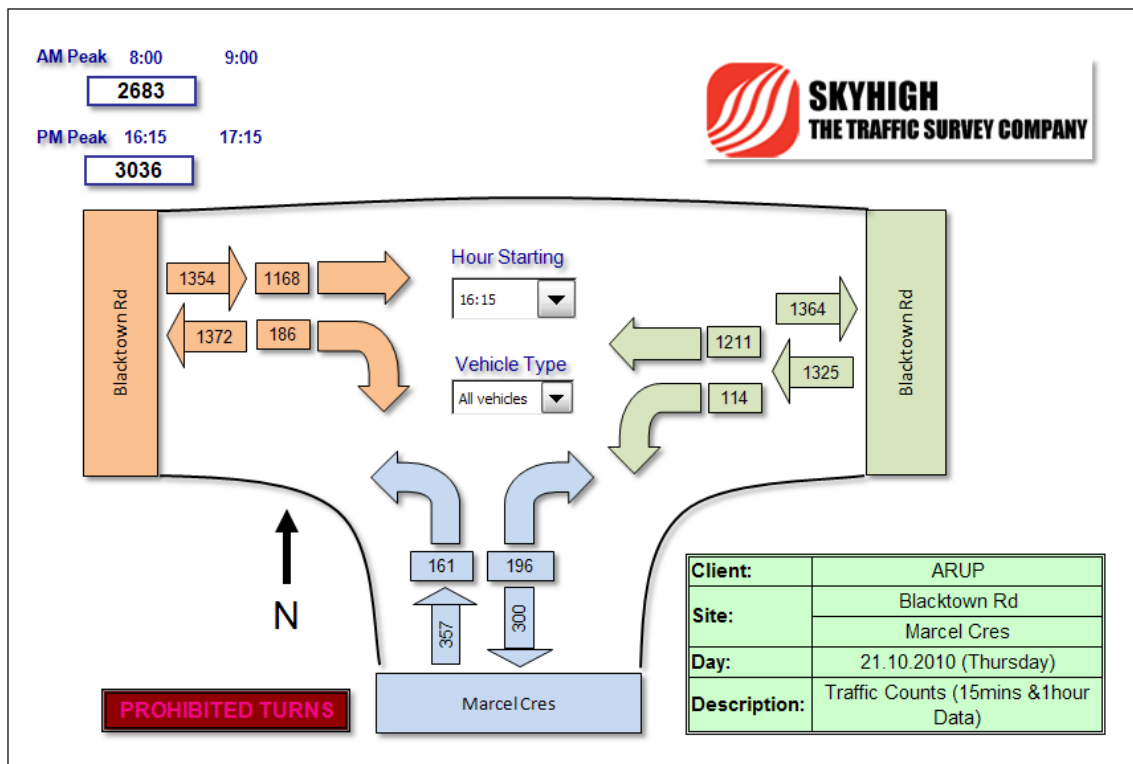 AM Peak 8:00 9:00
2683
PM Peak 16:15 17:15
3036
SKYHIGH
THE TRAFFIC SURVEY COMPANY
Blacktown Rd
1354 1168
1372 186
Hour Starting
16:15
Vehicle Type
All vehicles
1364
1211
1325
114
Blacktown Rd
161 196
357 300
N
Marcel Cres
PROHIBITED TURNS
Client: ARUP
Site: Blacktown Rd
Marcel Cres
Day: 21.10.2010 (Thursday)
Description: Traffic Counts (15mins &1hour
Data)